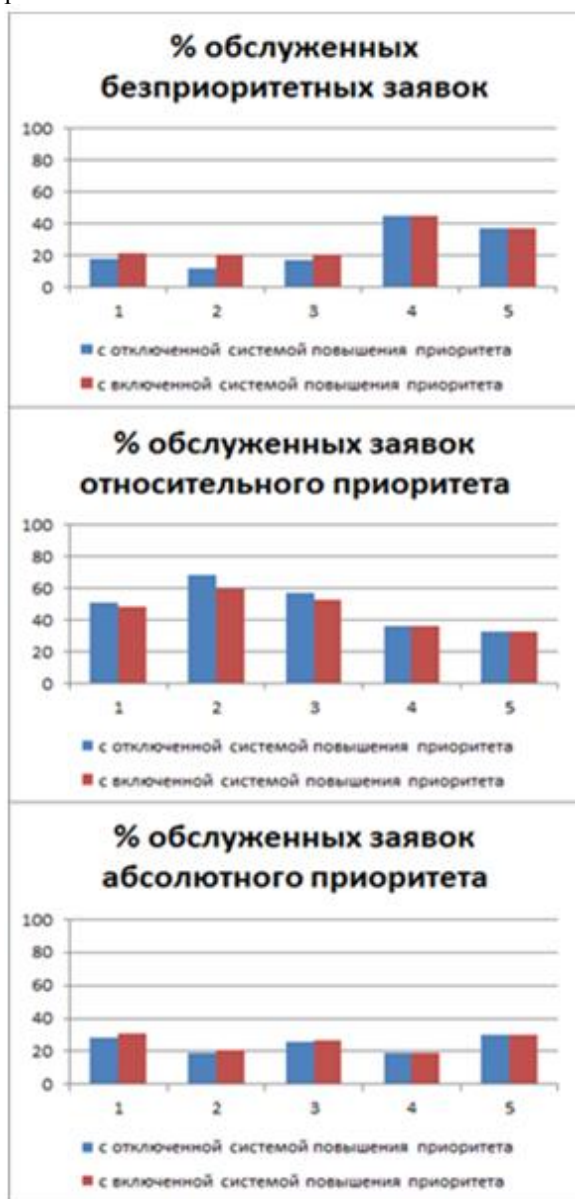 % обслуженных
безприоритетных заявок
100
80
60
40
20
0
1 2 3 4 5
с отключенной системой повышения приоритета
с включенной системой повышения приоритета
% обслуженных заявок
относительного приоритета
100
80
60
40
20
0
1 2 3 4 5
с отключенной системой повышения приоритета
с включенной системой повышения приоритета
% обслуженных заявок
абсолютного приоритета
100
80
60
40
20
0
1 2 3 4 5
с отключенной системой повышения приоритета
с включенной системой повышения приоритета